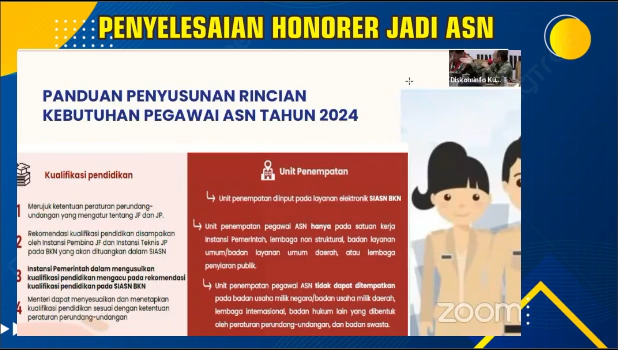 PENYELESAIAN HONORER JADI ASN
Diskominfo Ku...
PANDUAN PENYUSUNAN RINCIAN
KEBUTUHAN PEGAWAI ASN TAHUN 2024
Kualifikasi pendidikan
1 Merujuk ketentuan peraturan perundang-
undangan yang mengatur tentang JF dan JP.
2 Rekomendasi kualifikasi pendidikan disampaikan
oleh Instansi Pembina JF dan Instansi Teknis JP
pada BKN yang akan dituangkan dalam SIASN
3 Instansi Pemerintah dalam mengusulkan
kualifikasi pendidikan mengacu pada rekomendasi
kualifikasi pendidikan pada SIASN BKN
4 Menteri dapat menyesuaikan dan menetapkan
kualifikasi pendidikan sesuai dengan ketentuan
peraturan perundang-undangan
Unit Penempatan
Unit penempatan diinput pada layanan elektronik SIASN BKN
Unit penempatan pegawai ASN hanya pada satuan kerja
Instansi Pemerintah, lembaga non struktural, badan layanan
umum/badan layanan umum daerah, atau lembaga
penyiaran publik.
Unit penempatan pegawai ASN tidak dapat ditempatkan
pada badan usaha milik negara/badan usaha milik daerah,
lembaga internasional, badan hukum lain yang dibentuk
oleh peraturan perundang-undangan, dan badan swasta.
zoom